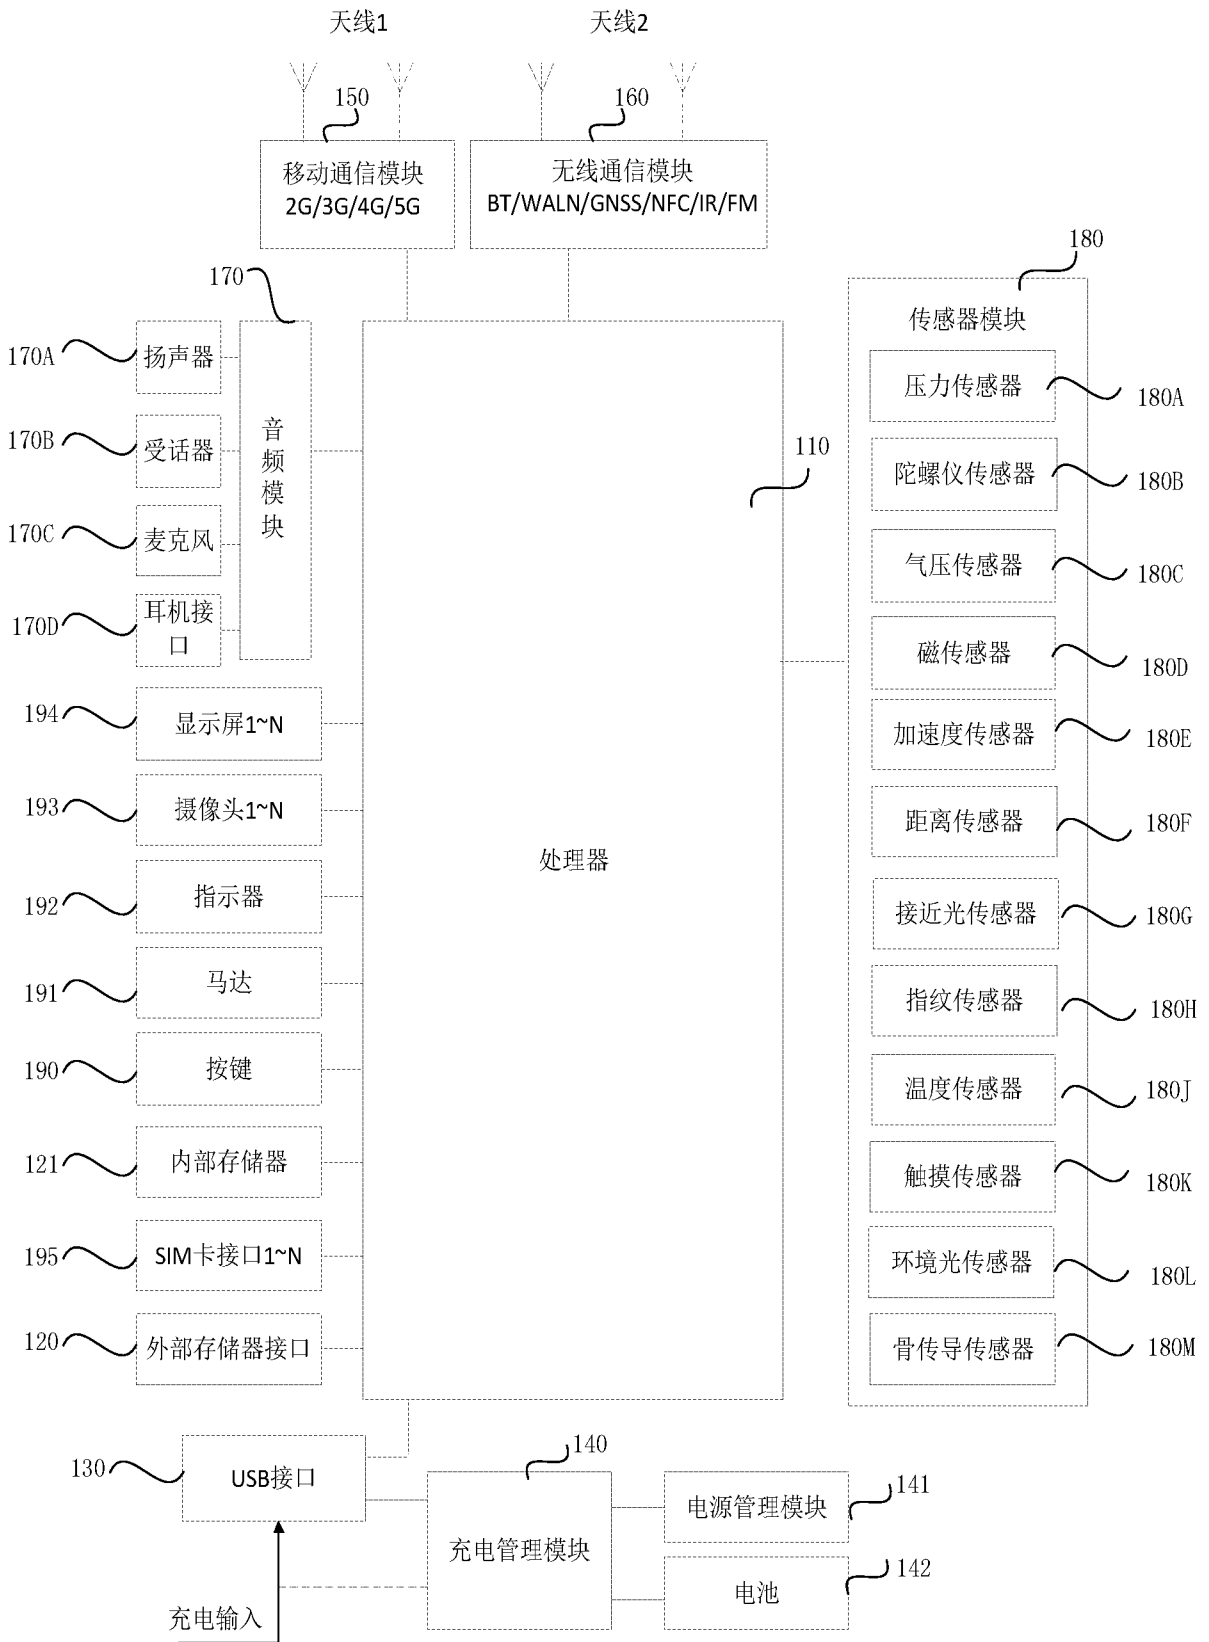 天线1
天线2
150
160
移动通信模块
2G/3G/4G/5G
无线通信模块
BT/WALN/GNSS/NFC/IR/FM
170
180
传感器模块
170A
扬声器
170B
受话器
170C
麦克风
170D
耳机接
口
音
频
模
块
110
处理器
压力传感器
180A
陀螺仪传感器
180B
气压传感器
180C
磁传感器
180D
加速度传感器
180E
距离传感器
180F
接近光传感器
180G
指纹传感器
180H
温度传感器
180J
触摸传感器
180K
环境光传感器
180L
骨传导传感器
180M
194
显示屏1~N
193
摄像头1~N
192
指示器
191
马达
190
按键
121
内部存储器
195
SIM卡接口1~N
120
外部存储器接口
130
USB接口
140
充电管理模块
电源管理模块
141
电池
142
充电输入